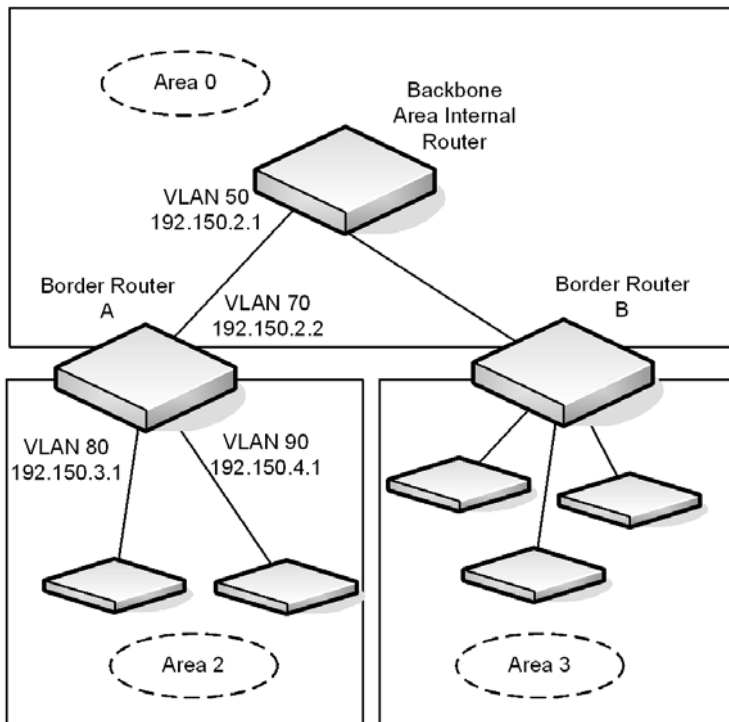 Area 0
Backbone
Area Internal
Router
VLAN 50
192.150.2.1
Border Router
A
VLAN 70
192.150.2.2
Border Router
B
VLAN 80
192.150.3.1
VLAN 90
192.150.4.1
Area 2
Area 3